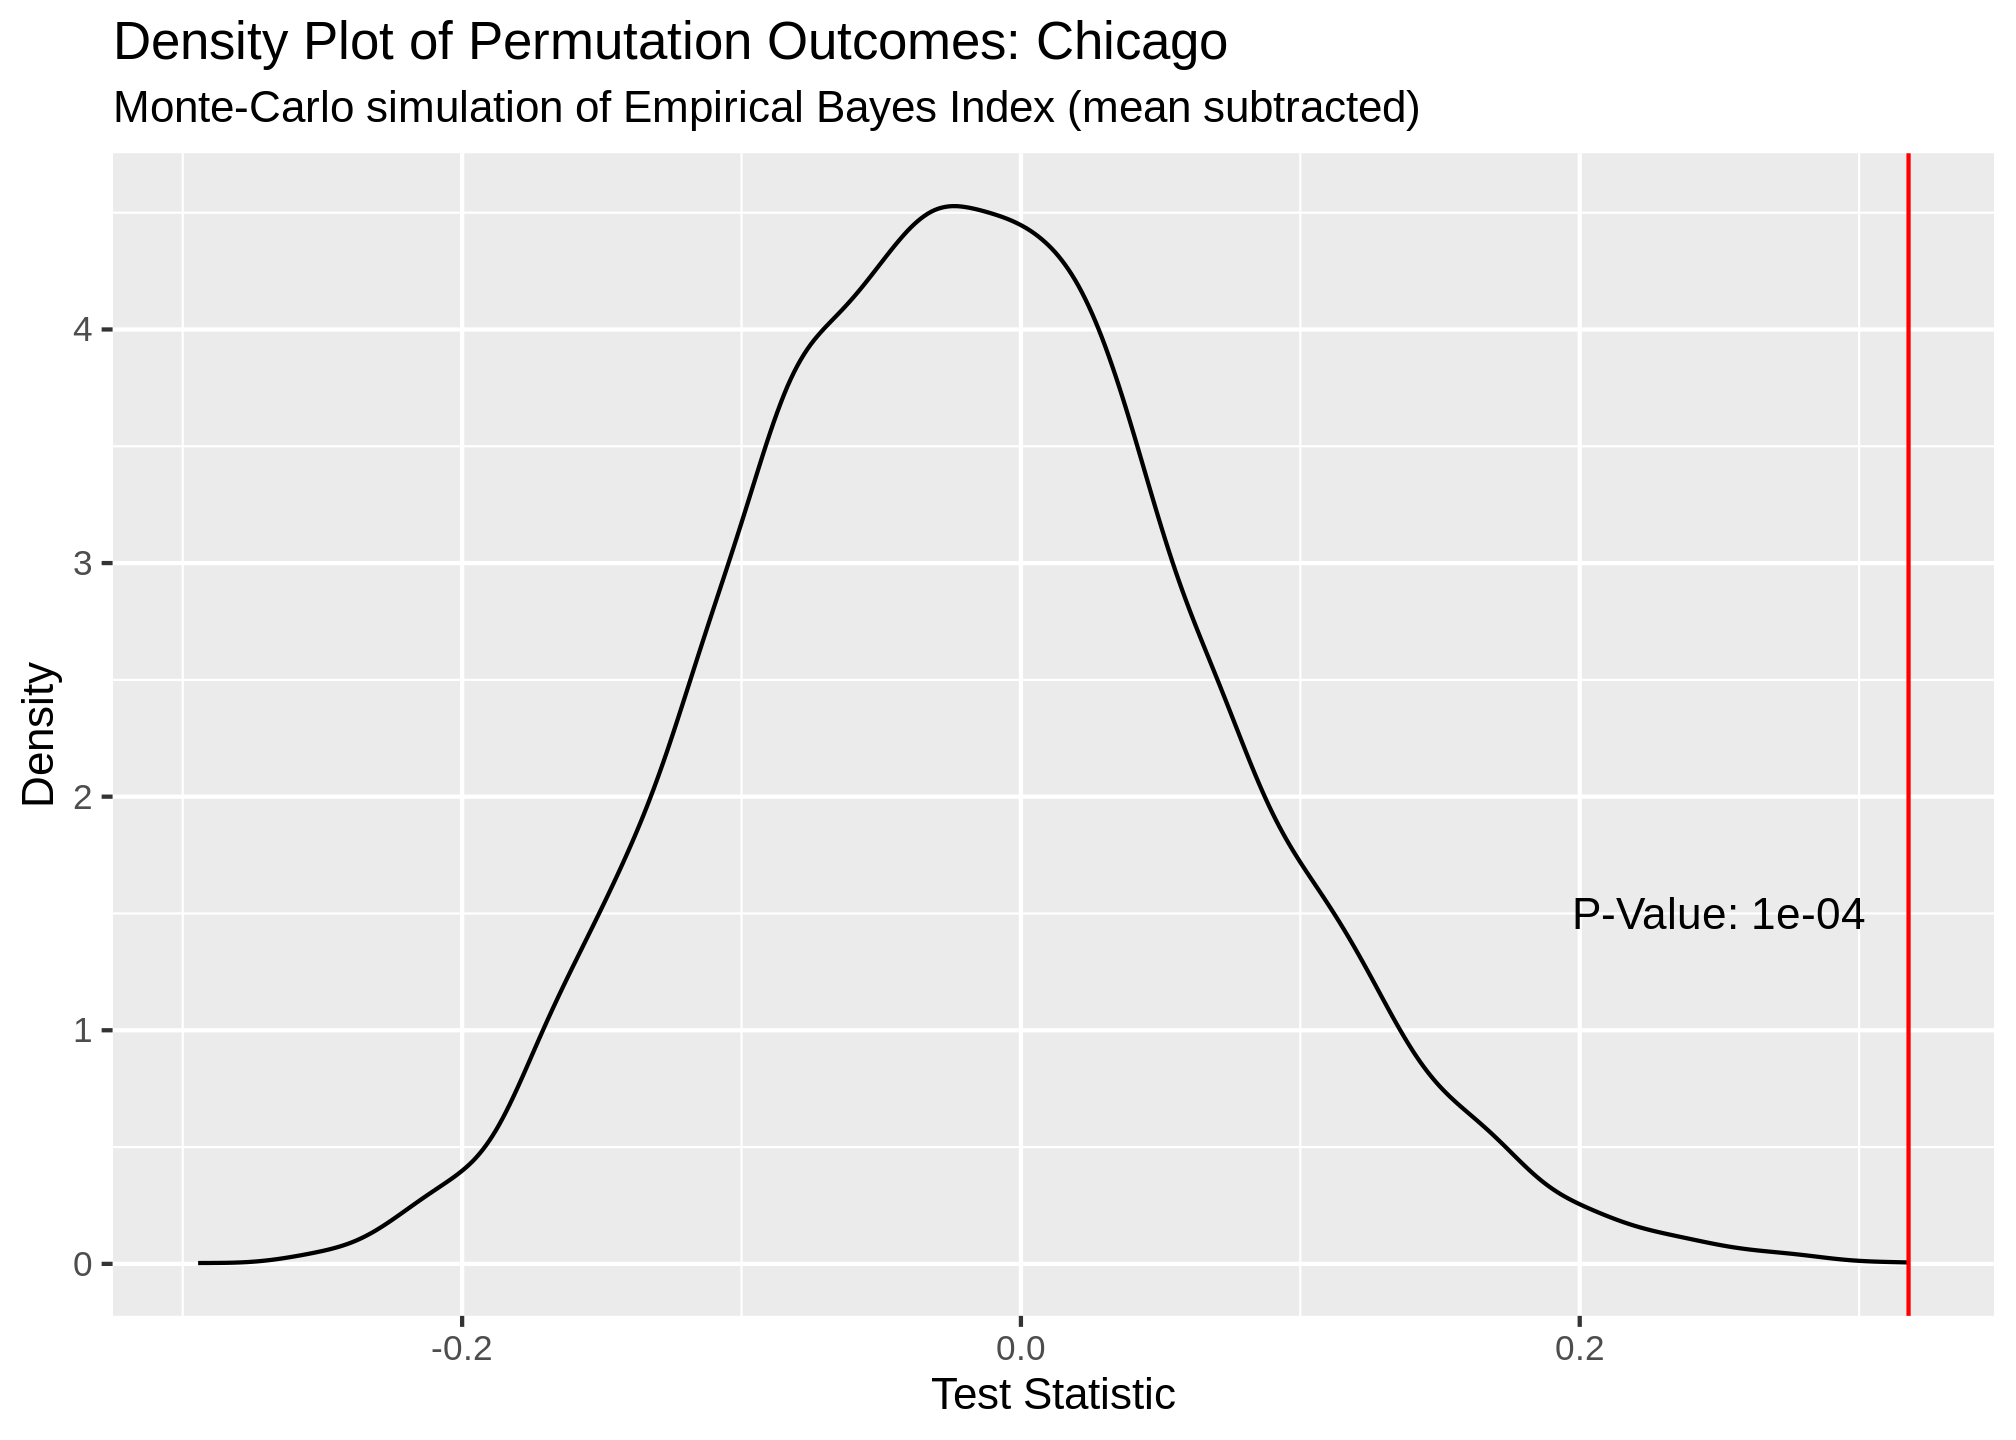 Density Plot of Permutation Outcomes: Chicago
Monte-Carlo simulation of Empirical Bayes Index (mean subtracted)
Density
4
3
2
1
0
P-Value: 1e-04
-0.2
0.0
0.2
Test Statistic